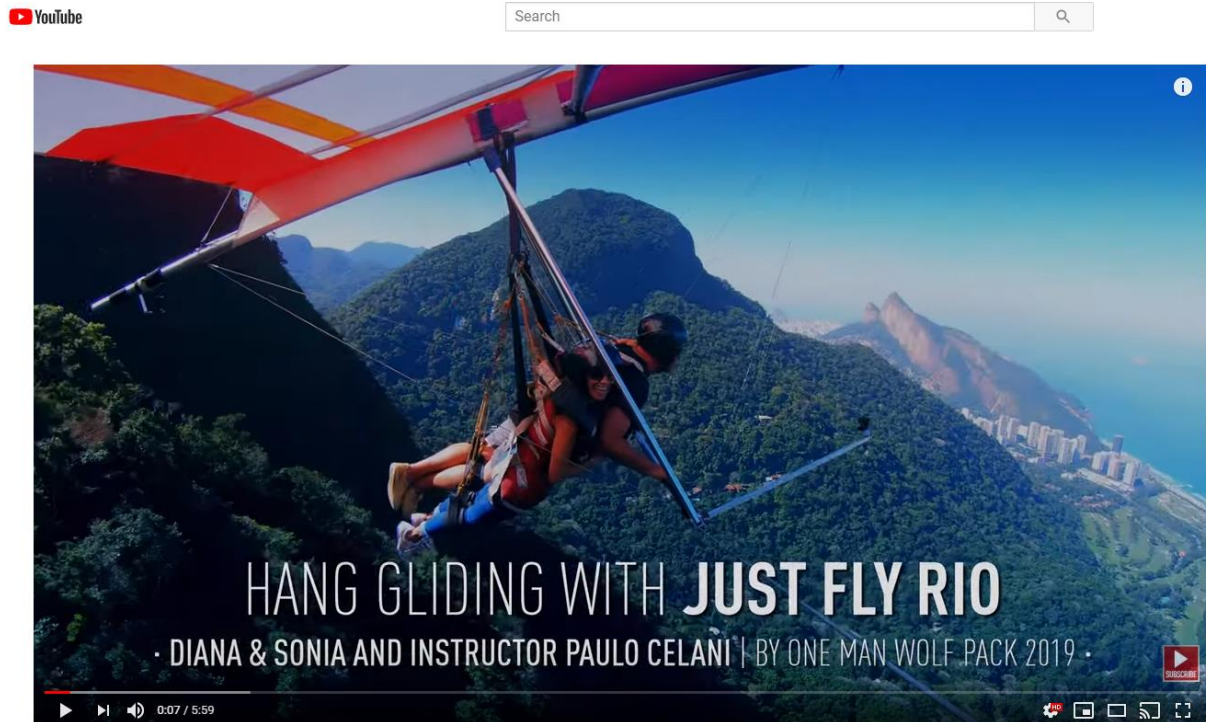 YouTube
Search
HANG GLIDING WITH JUST FLY RIO
· DIANA & SONIA AND INSTRUCTOR PAULO CELANI | BY ONE MAN WOLF PACK 2019 ·
SUBSCRIBE
0:07 / 5:59
HD